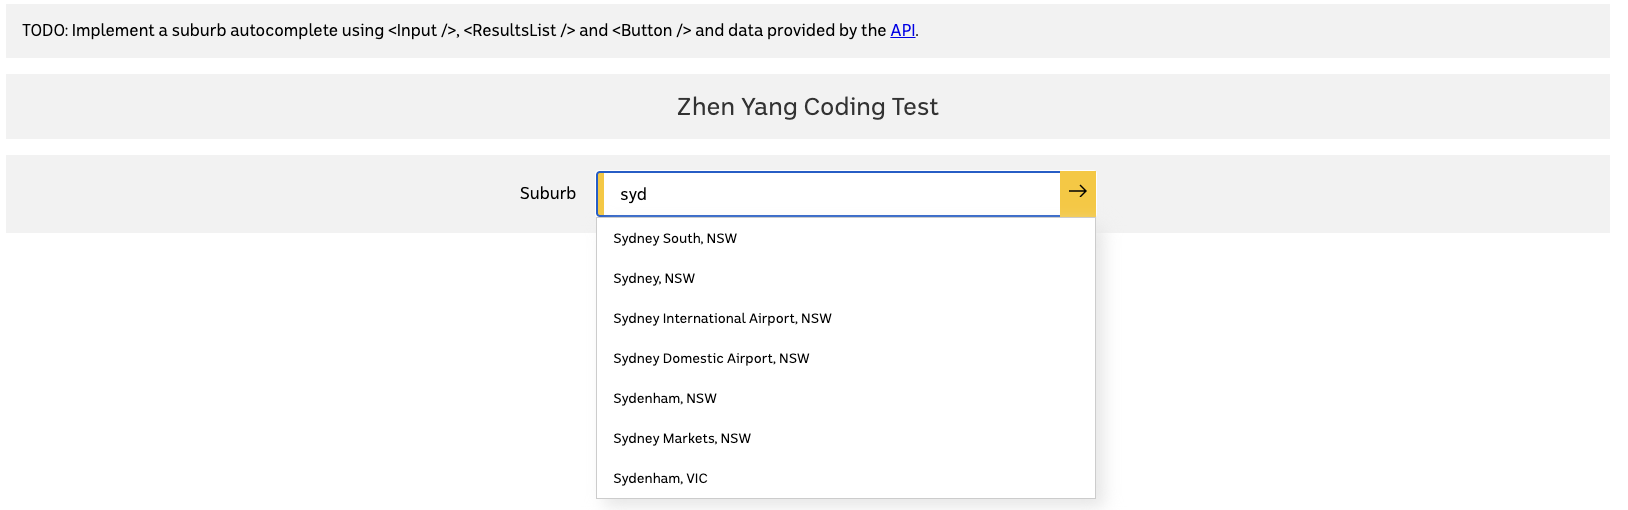 TODO: Implement a suburb autocomplete using <Input />, <ResultsList /> and <Button /> and data provided by the API.
Zhen Yang Coding Test
Suburb
syd
Sydney South, NSW
Sydney, NSW
Sydney International Airport, NSW
Sydney Domestic Airport, NSW
Sydenham, NSW
Sydney Markets, NSW
Sydenham, VIC